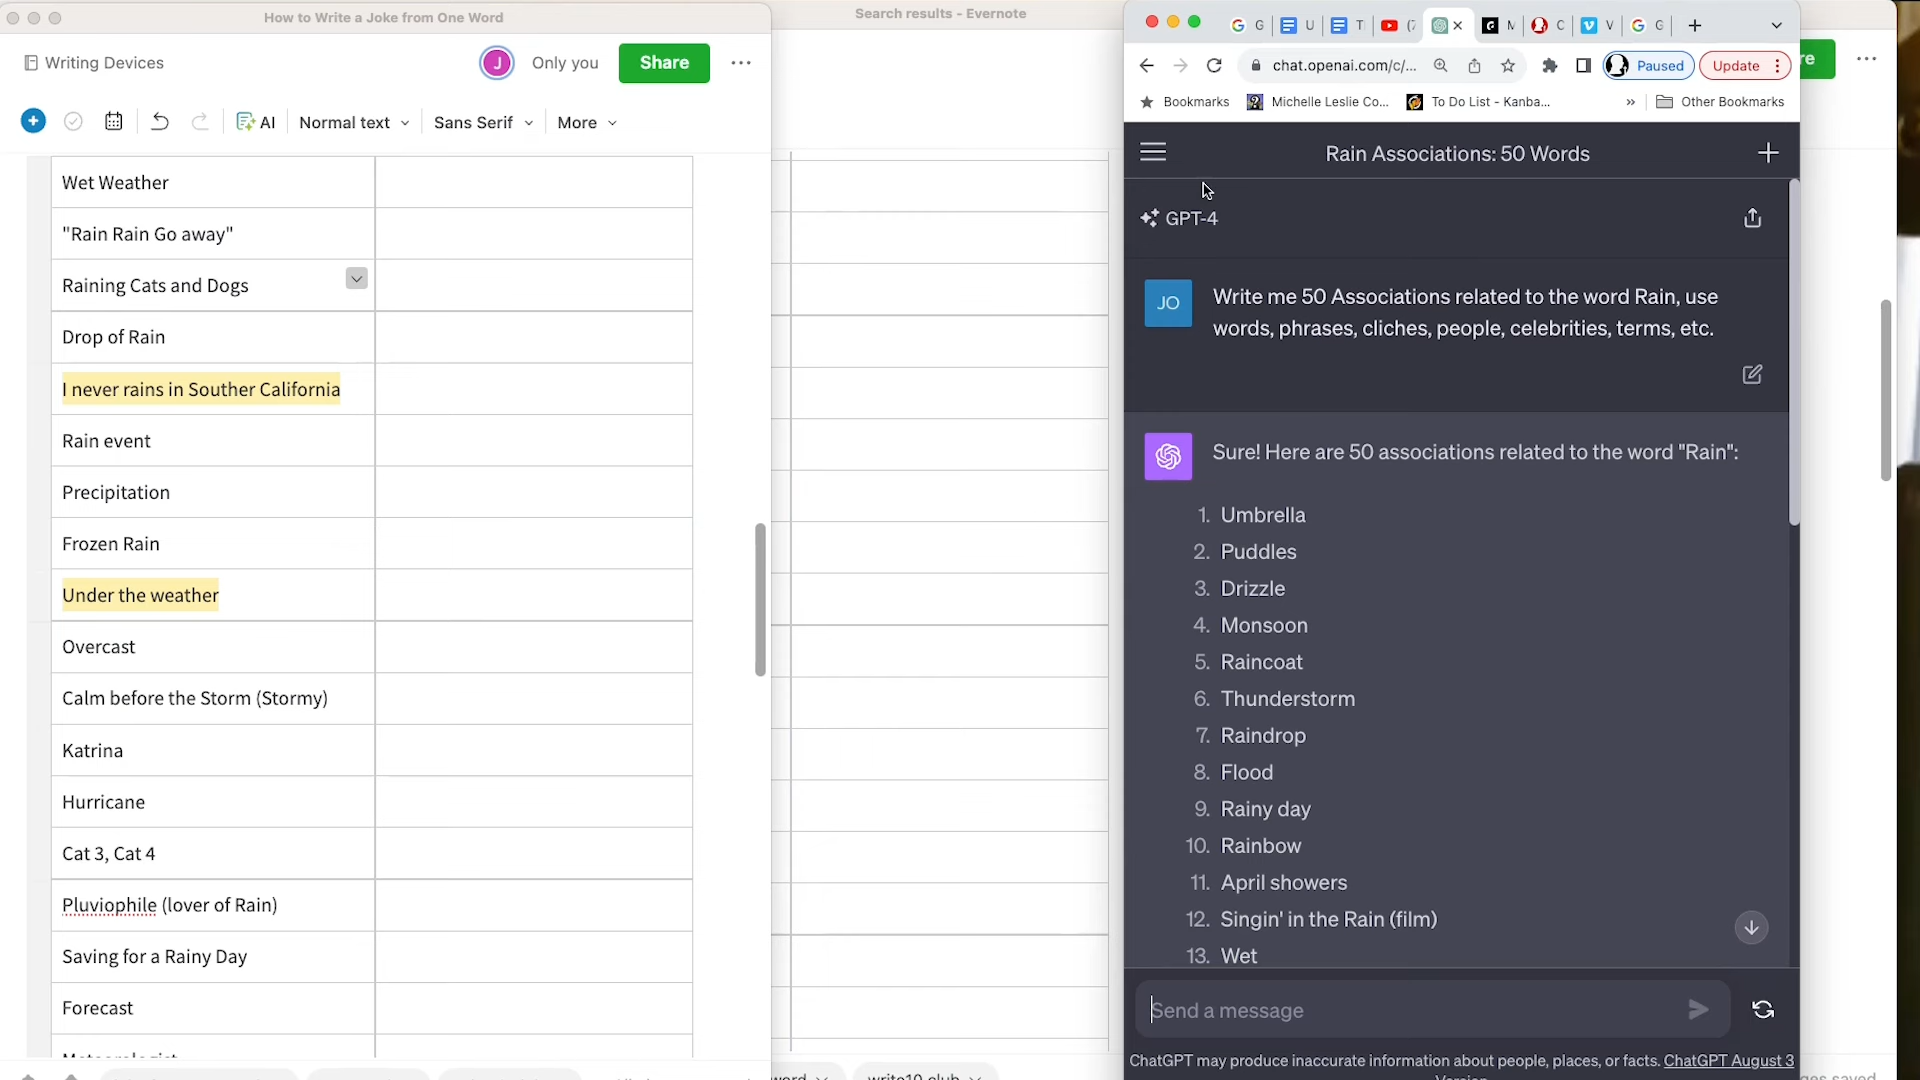 How to Write a Joke from One Word
Writing Devices
J
Only you
Share
AI
Normal text
Sans Serif
More
Wet Weather
"Rain Rain Go away"
Raining Cats and Dogs
Drop of Rain
I never rains in Souther California
Rain event
Precipitation
Frozen Rain
Under the weather
Overcast
Calm before the Storm (Stormy)
Katrina
Hurricane
Cat 3, Cat 4
Pluviophile (lover of Rain)
Saving for a Rainy Day
Forecast
Search results - Evernote
G
U
T
M
C
V
G
chat.openai.com/c/...
Paused
Update
Bookmarks
Michelle Leslie Co...
To Do List - Kanba...
»
Other Bookmarks
Rain Associations: 50 Words
GPT-4
JO
Write me 50 Associations related to the word Rain, use
words, phrases, cliches, people, celebrities, terms, etc.
Sure! Here are 50 associations related to the word "Rain":
1. Umbrella
2. Puddles
3. Drizzle
4. Monsoon
5. Raincoat
6. Thunderstorm
7. Raindrop
8. Flood
9. Rainy day
10. Rainbow
11. April showers
12. Singin' in the Rain (film)
13. Wet
Send a message
ChatGPT may produce inaccurate information about people, places, or facts. ChatGPT August 3
re